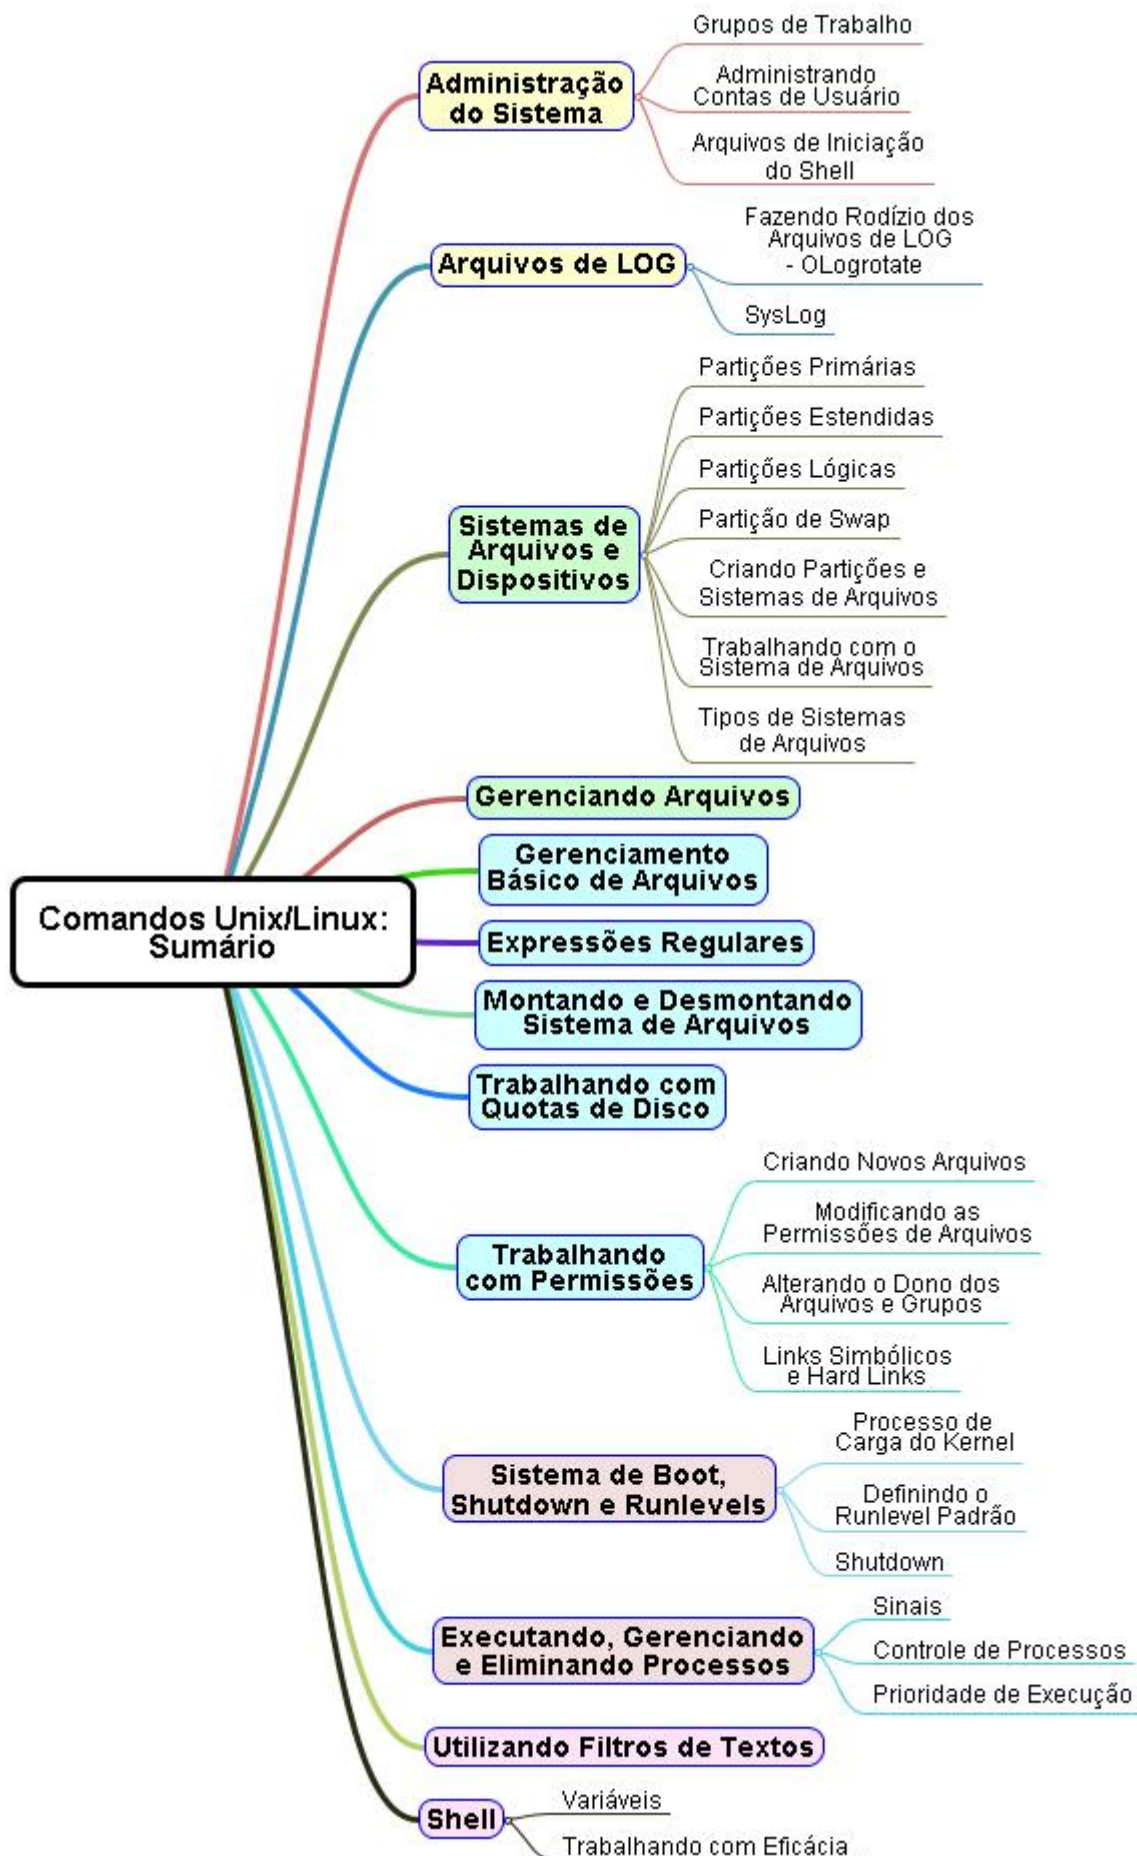 Comandos Unix/Linux:
Sumário
Administração
do Sistema
Grupos de Trabalho
Administrando
Contas de Usuário
Arquivos de Iniciação
do Shell
Arquivos de LOG
Fazendo Rodízio dos
Arquivos de LOG
- OLogrotate
SysLog
Sistemas de
Arquivos e
Dispositivos
Partições Primárias
Partições Estendidas
Partições Lógicas
Partição de Swap
Criando Partições e
Sistemas de Arquivos
Trabalhando com o
Sistema de Arquivos
Tipos de Sistemas
de Arquivos
Gerenciando Arquivos
Gerenciamento
Básico de Arquivos
Expressões Regulares
Montando e Desmontando
Sistema de Arquivos
Trabalhando com
Quotas de Disco
Trabalhando
com Permissões
Criando Novos Arquivos
Modificando as
Permissões de Arquivos
Alterando o Dono dos
Arquivos e Grupos
Links Simbólicos
e Hard Links
Sistema de Boot,
Shutdown e Runlevels
Processo de
Carga do Kernel
Definindo o
Runlevel Padrão
Shutdown
Executando, Gerenciando
e Eliminando Processos
Sinais
Controle de Processos
Prioridade de Execução
Utilizando Filtros de Textos
Shell
Variáveis
Trabalhando com Eficácia